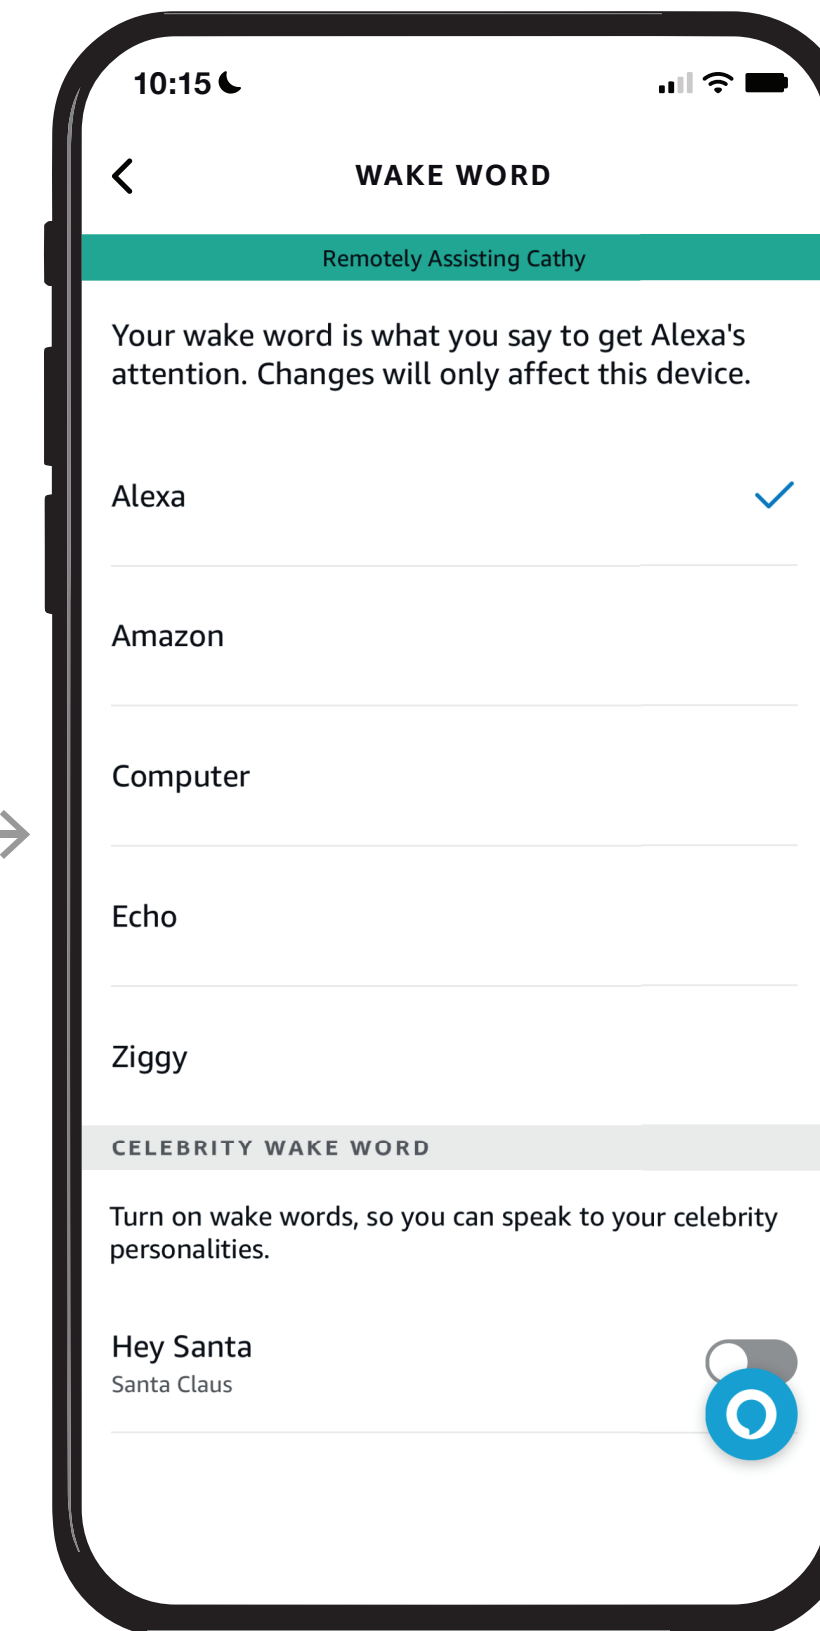 10:15
WAKE WORD
Remotely Assisting Cathy
Your wake word is what you say to get Alexa's
attention. Changes will only affect this device.
Alexa
Amazon
Computer
Echo
Ziggy
CELEBRITY WAKE WORD
Turn on wake words, so you can speak to your celebrity
personalities.
Hey Santa
Santa Claus